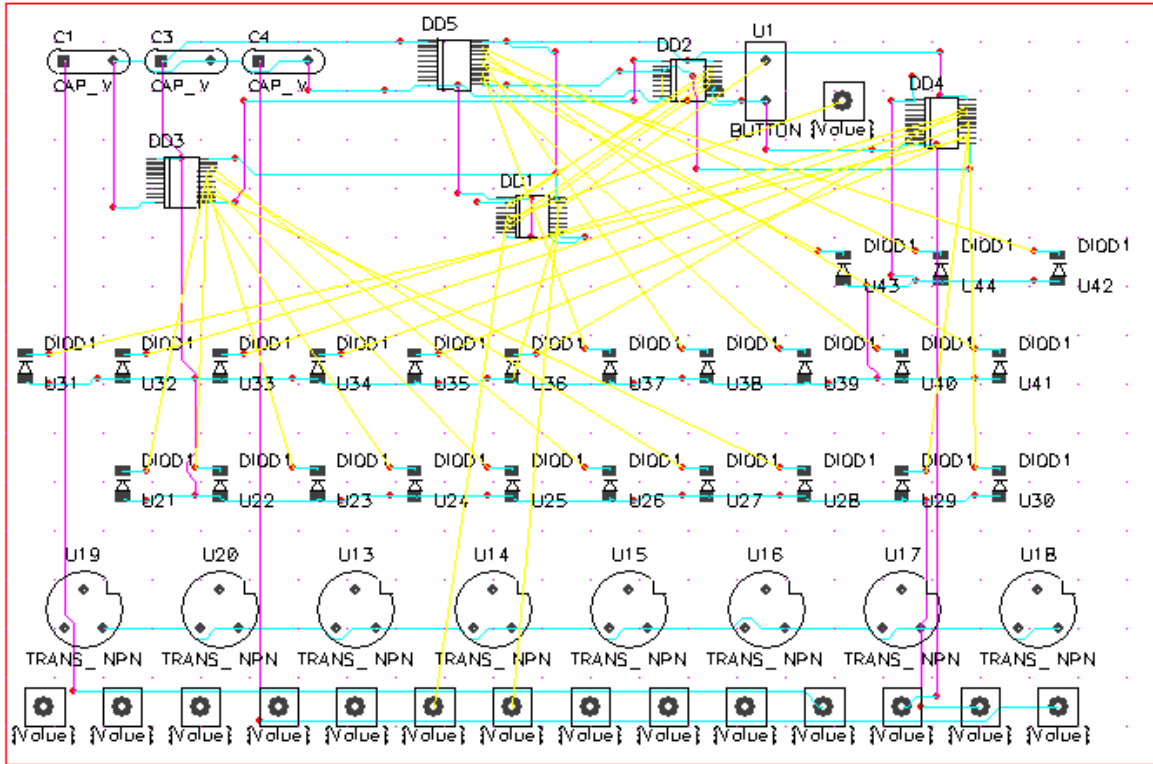 C1 C3 C4 DD5 U1
DD2
CAP_V CAP_V CAP_V
DD4
BUTTON {Value}
DD3
DD1
DIOD1 DIOD1 DIOD1
U43 U44 U42
DIOD1 DIOD1 DIOD1 DIOD1 DIOD1 DIOD1 DIOD1 DIOD1 DIOD1 DIOD1 DIOD1
U31 U32 U33 U34 U35 U36 U37 U38 U39 U40 U41
DIOD1 DIOD1 DIOD1 DIOD1 DIOD1 DIOD1 DIOD1 DIOD1 DIOD1 DIOD1
U21 U22 U23 U24 U25 U26 U27 U28 U29 U30
U19 U20 U13 U14 U15 U16 U17 U18
TRANS_NPN TRANS_NPN TRANS_NPN TRANS_NPN TRANS_NPN TRANS_NPN TRANS_NPN TRANS_NPN
{Value} {Value} {Value} {Value} {Value} {Value} {Value} {Value} {Value} {Value} {Value} {Value} {Value} {Value}